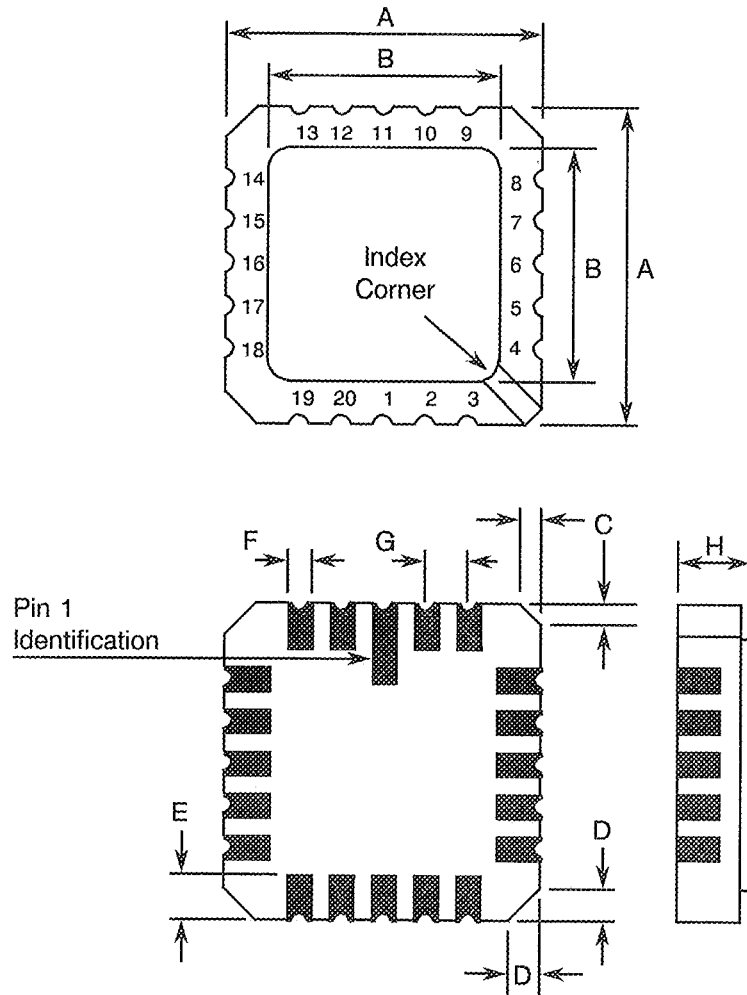 A
B
13 12 11 10 9
14 8
15 7
16 6
17 5
18 4
Index
Corner
B
A
19 20 1 2 3
C
F
G
H
Pin 1
Identification
E
D
D